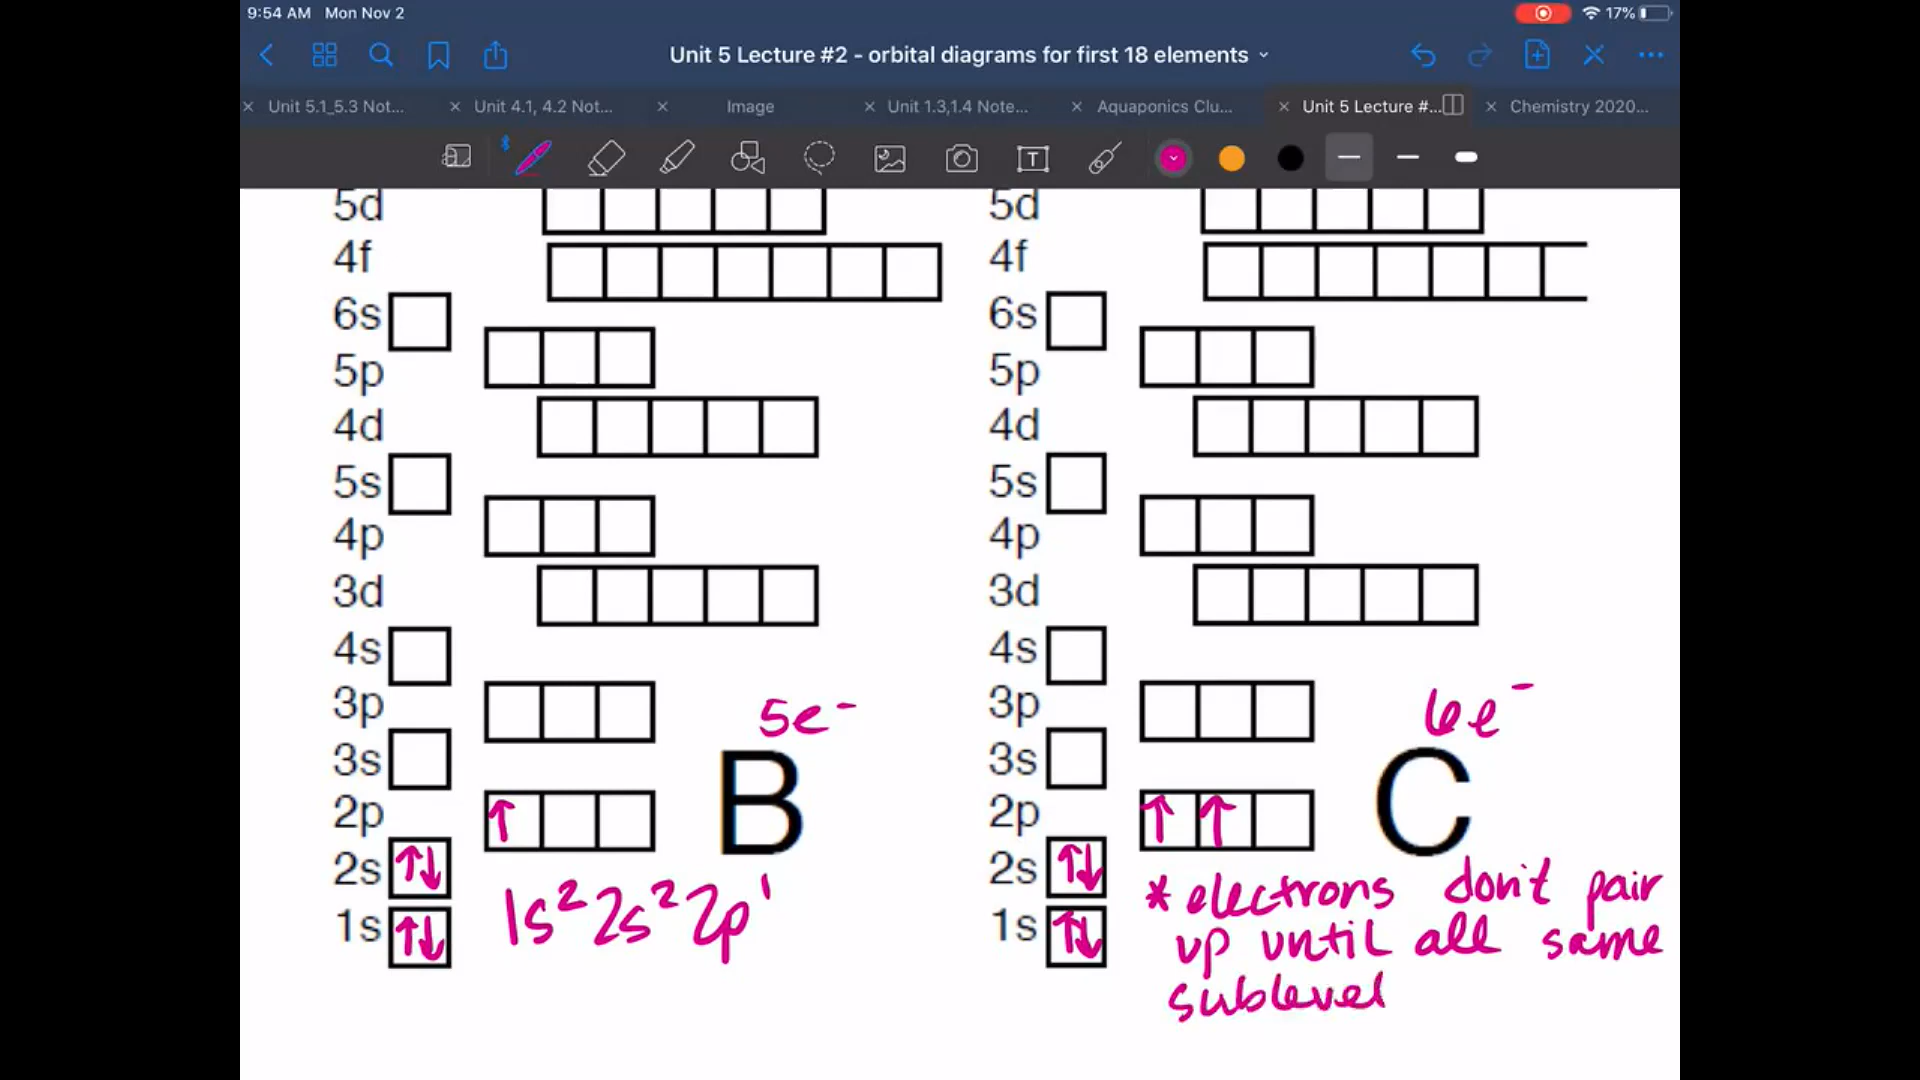 9:54 AM Mon Nov 2
17%
Unit 5 Lecture #2 - orbital diagrams for first 18 elements
Unit 5.1_5.3 Not...
Unit 4.1, 4.2 Not...
Image
Unit 1.3,1.4 Note...
Aquaponics Clu...
Unit 5 Lecture #...
Chemistry 2020...
T
5d
4f
6s
5p
4d
5s
4p
3d
4s
3p
3s
2p
2s ↑↓
1s ↑↓
↑
5e⁻
B
1s² 2s² 2p¹
5d
4f
6s
5p
4d
5s
4p
3d
4s
3p
3s
2p
2s ↑↓
1s ↑↓
↑ ↑
6e⁻
C
* electrons don't pair
up until all same
sublevel